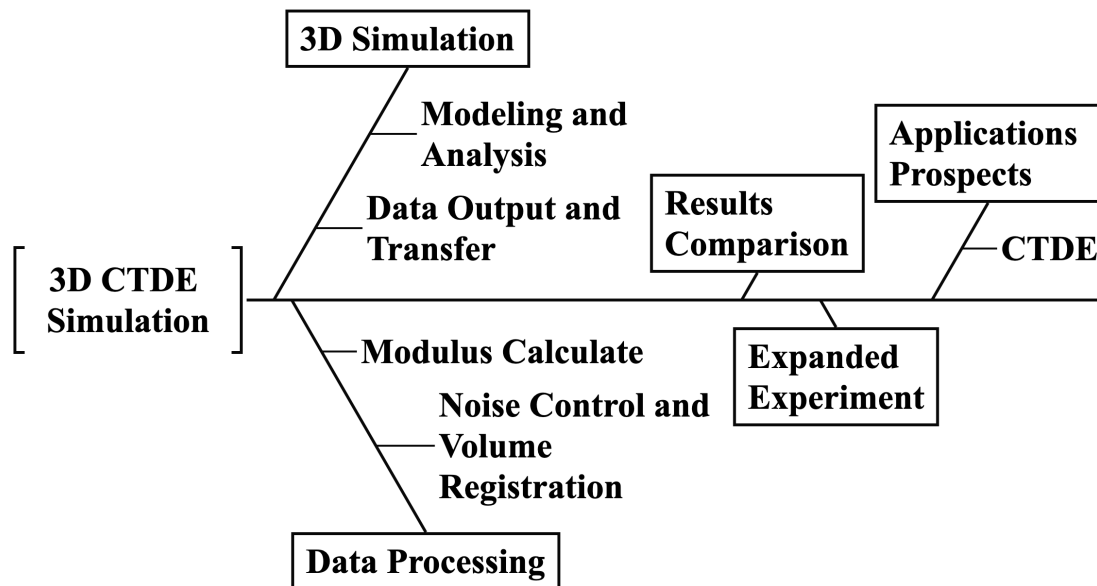 3D Simulation
Modeling and
Analysis
Data Output and
Transfer
Applications
Prospects
CTDE
Results
Comparison
3D CTDE
Simulation
Modulus Calculate
Noise Control and
Volume
Registration
Expanded
Experiment
Data Processing